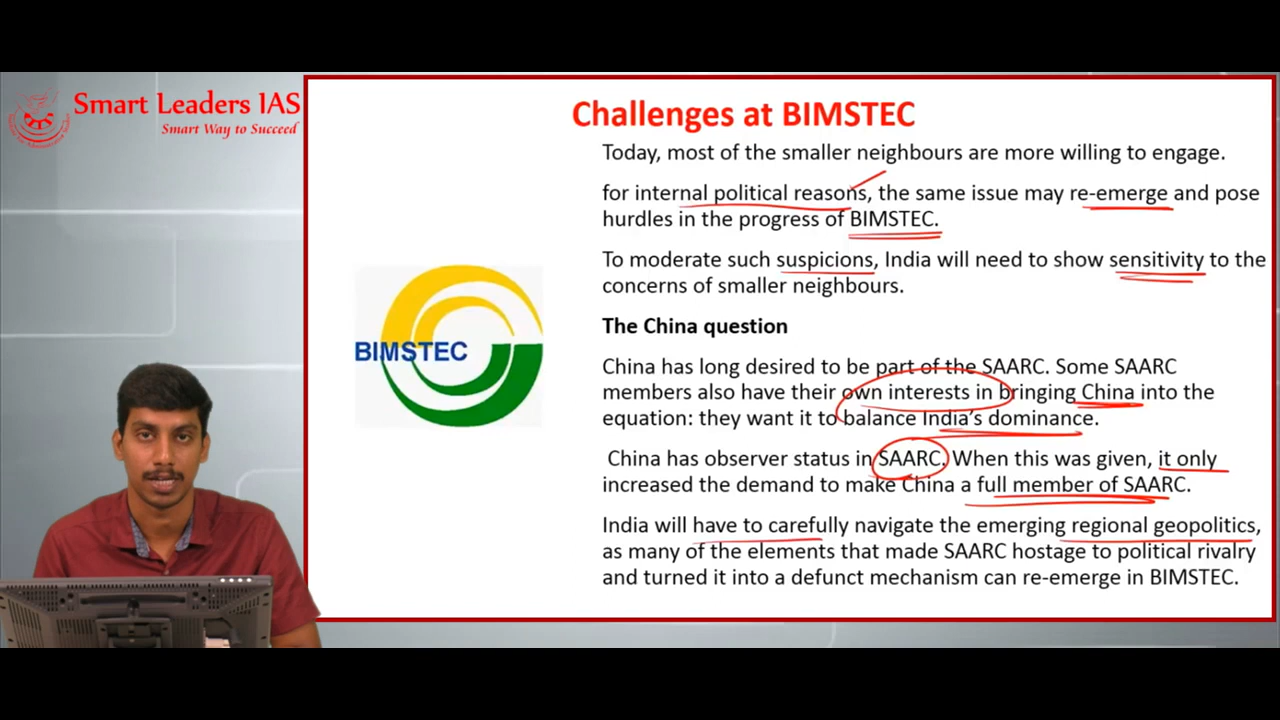 Smart Leaders IAS
Smart Way to Succeed
Challenges at BIMSTEC
Today, most of the smaller neighbours are more willing to engage.
for internal political reasons, the same issue may re-emerge and pose
hurdles in the progress of BIMSTEC.
To moderate such suspicions, India will need to show sensitivity to the
concerns of smaller neighbours.
BIMSTEC
The China question
China has long desired to be part of the SAARC. Some SAARC
members also have their own interests in bringing China into the
equation: they want it to balance India's dominance.
China has observer status in SAARC. When this was given, it only
increased the demand to make China a full member of SAARC.
India will have to carefully navigate the emerging regional geopolitics,
as many of the elements that made SAARC hostage to political rivalry
and turned it into a defunct mechanism can re-emerge in BIMSTEC.